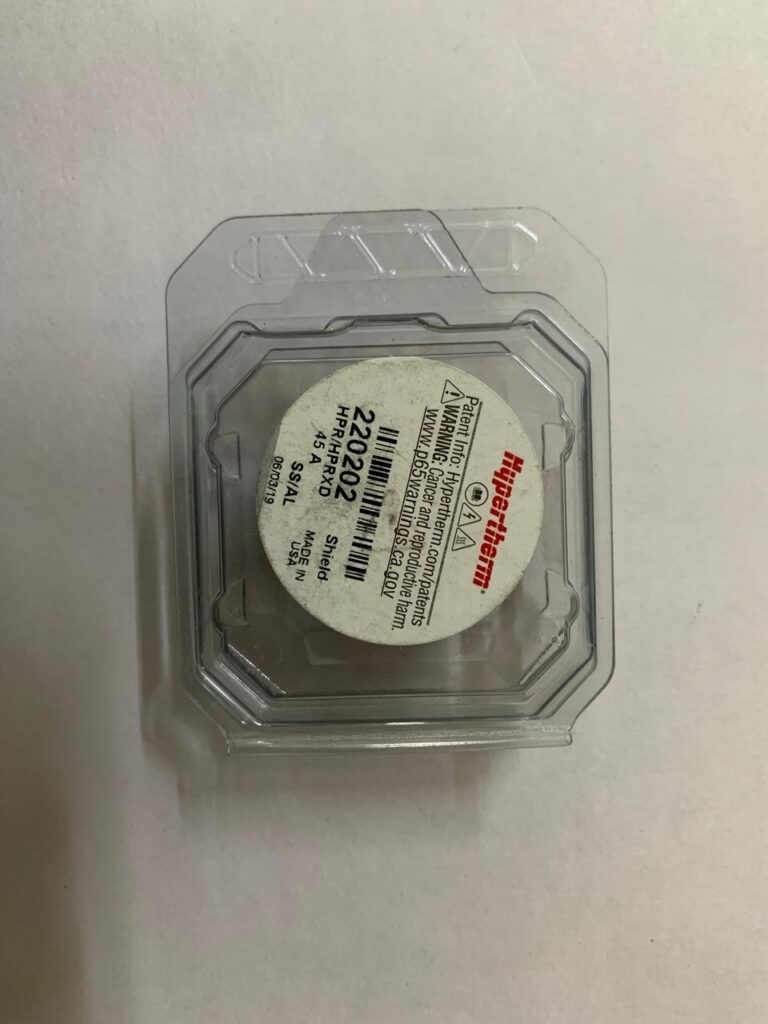 Hypertherm®
Patent Info: Hypertherm.com/patents
WARNING: Cancer and reproductive harm.
www.p65warnings.ca.gov
220202
HPR/HPRXD Shield
45 A MADE IN
USA
SS/AL
06/03/19